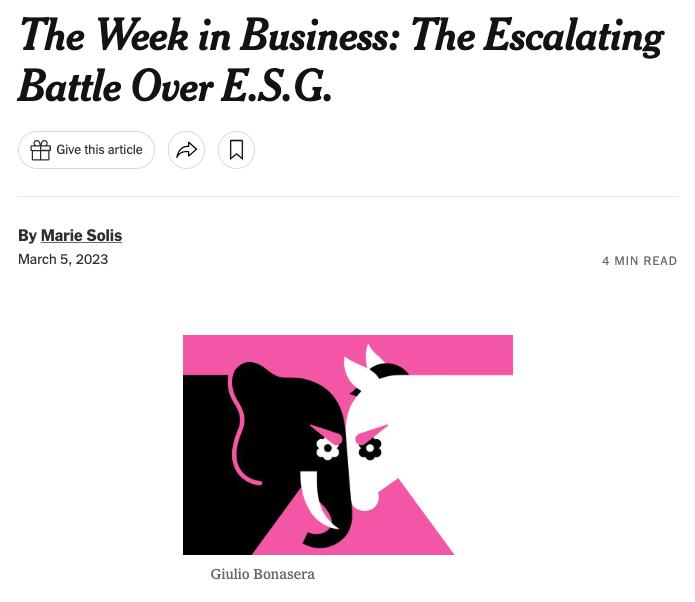 The Week in Business: The Escalating
Battle Over E.S.G.
Give this article
By Marie Solis
March 5, 2023
4 MIN READ
Giulio Bonasera